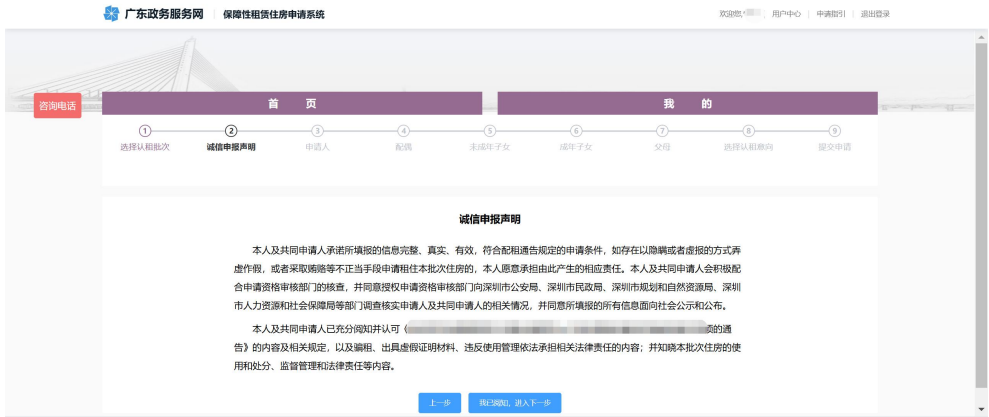 广东政务服务网 保障性租赁住房申请系统 欢迎您, 用户中心 | 申请指引 | 退出登录
咨询电话
首 页 我 的
1 2 3 4 5 6 7 8 9
选择认租批次 诚信申报声明 申请人 配偶 未成年子女 成年子女 父母 选择认租意向 提交申请
诚信申报声明
本人及共同申请人承诺所填报的信息完整、真实、有效，符合配租通告规定的申请条件，如存在以隐瞒或者虚报的方式弄
虚作假，或者采取贿赂等不正当手段申请租住本批次住房的，本人愿意承担由此产生的相应责任。本人及共同申请人会积极配
合申请资格审核部门的核查，并同意授权申请资格审核部门向深圳市公安局、深圳市民政局、深圳市规划和自然资源局、深圳
市人力资源和社会保障局等部门调查核实申请人及共同申请人的相关情况，并同意所填报的所有信息面向社会公示和公布。
本人及共同申请人已充分阅知并认可《 的通
告》的内容及相关规定，以及骗租、出具虚假证明材料、违反使用管理依法承担相关法律责任的内容；并知晓本批次住房的使
用和处分、监督管理和法律责任等内容。
上一步 我已阅知，进入下一步